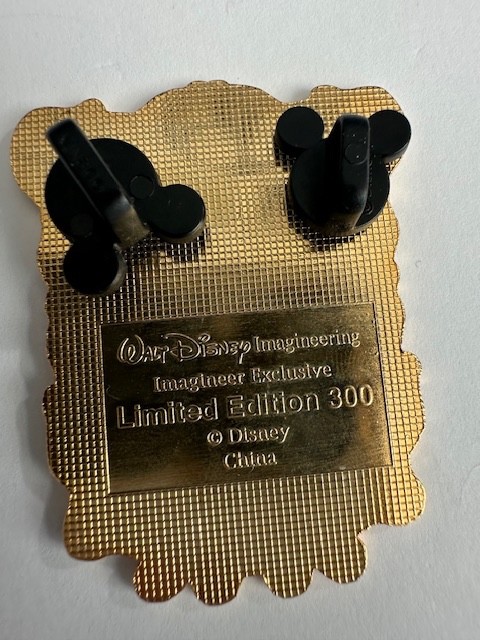 Walt Disney Imagineering
Imagineer Exclusive
Limited Edition 300
© Disney
China